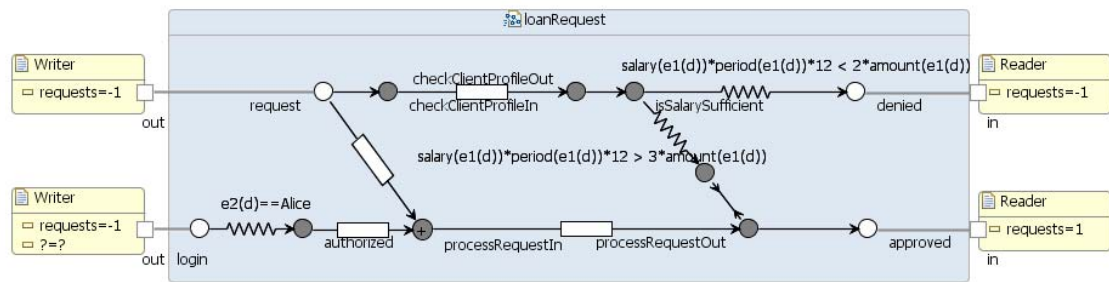 loanRequest
Writer
requests=-1
out
request
checkClientProfileOut
checkClientProfileIn
salary(e1(d))*period(e1(d))*12 < 2*amount(e1(d))
isSalarySufficient
denied
Reader
requests=-1
in
salary(e1(d))*period(e1(d))*12 > 3*amount(e1(d))
Writer
requests=-1
?=?
out
login
e2(d)==Alice
authorized
+
processRequestIn
processRequestOut
approved
Reader
requests=1
in